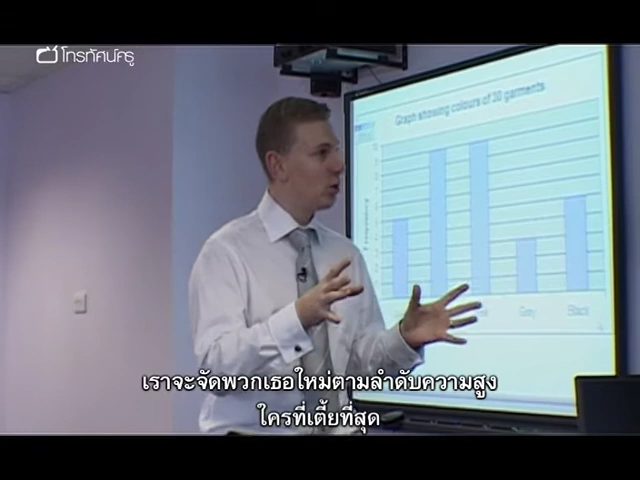 โทรทัศน์ครู
Graph showing colours of 30 garments
Frequency
Grey
Black
เราจะจัดพวกเธอใหม่ตามลำดับความสูง
ใครที่เตี้ยที่สุด